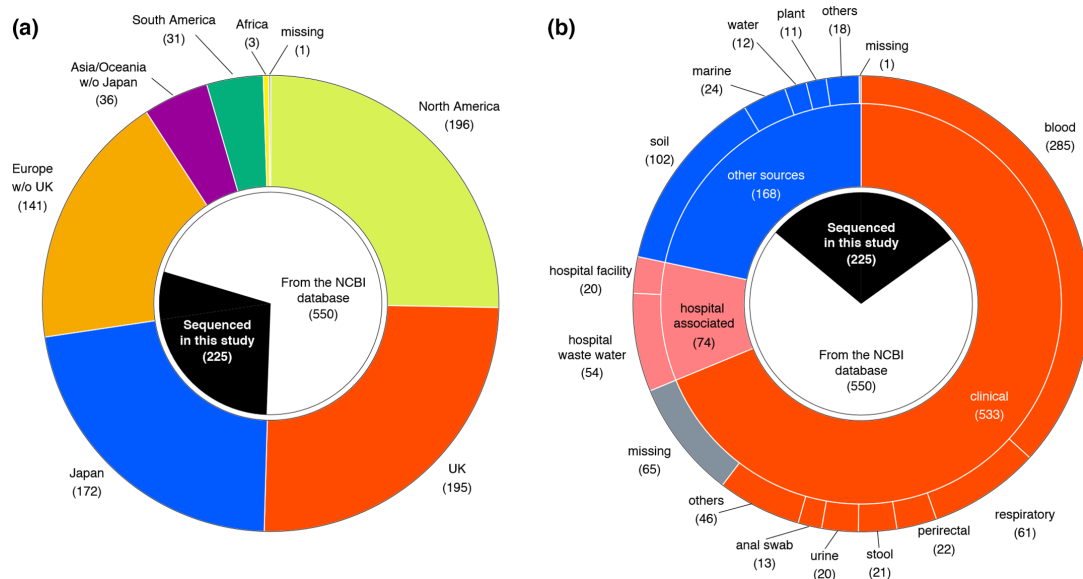 (a)
South America
(31)
Africa
(3)
missing
(1)
Asia/Oceania
w/o Japan
(36)
North America
(196)
Europe
w/o UK
(141)
From the NCBI
database
(550)
Sequenced
in this study
(225)
Japan
(172)
UK
(195)
(b)
water
(12)
plant
(11)
others
(18)
missing
(1)
marine
(24)
blood
(285)
soil
(102)
other sources
(168)
Sequenced
in this study
(225)
hospital facility
(20)
hospital
associated
(74)
hospital
waste water
(54)
From the NCBI
database
(550)
clinical
(533)
missing
(65)
others
(46)
anal swab
(13)
urine
(20)
stool
(21)
perirectal
(22)
respiratory
(61)